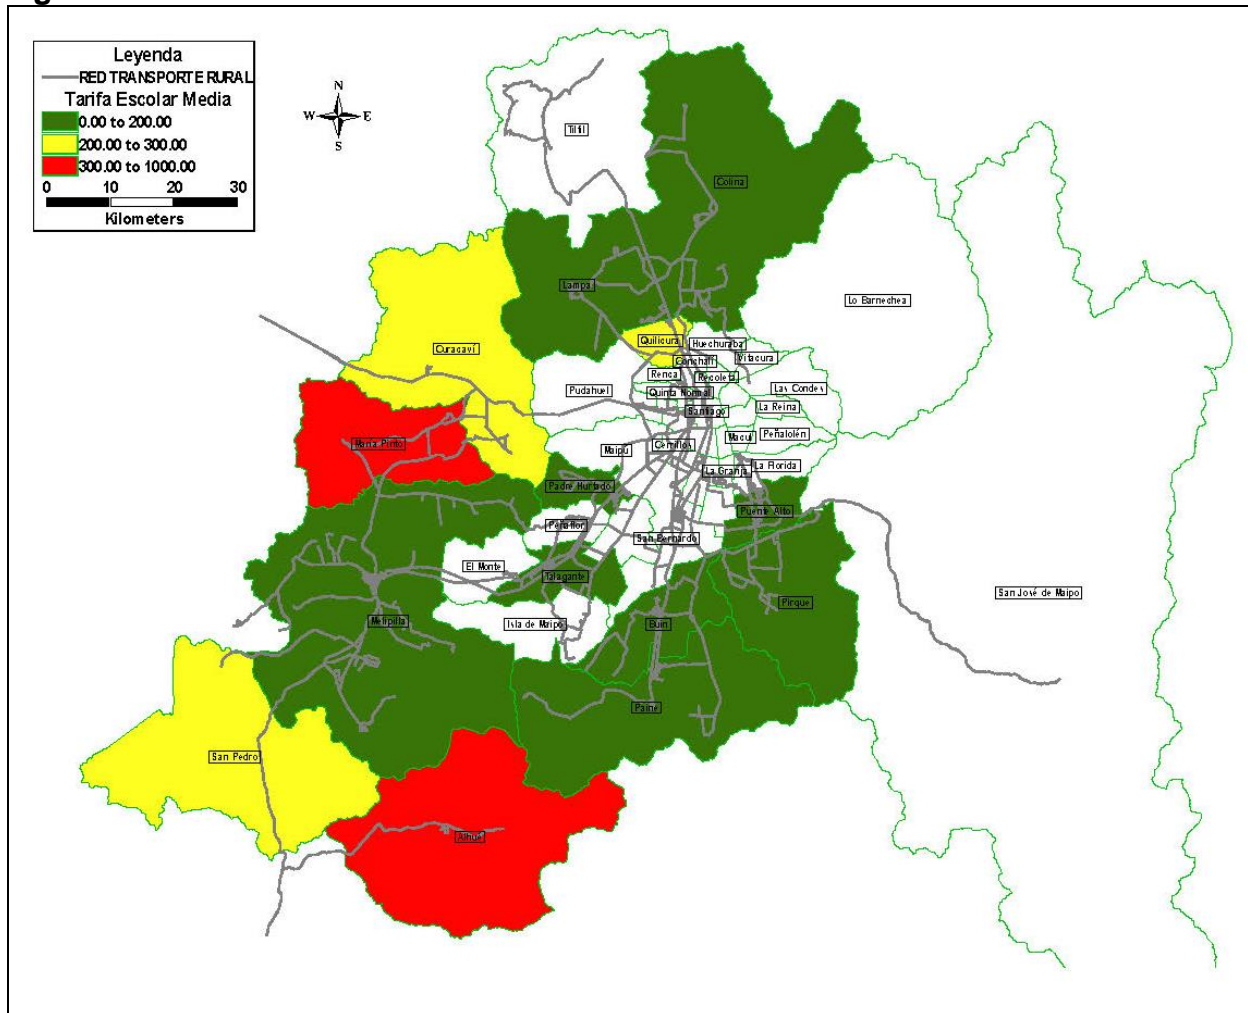 Leyenda
RED TRANSPORTE RURAL
Tarifa Escolar Media
0.00 to 200.00
200.00 to 300.00
300.00 to 1000.00
0 10 20 30
Kilometers
N
W E
S
Tiltil
Colina
Lampa
Lo Barnechea
Quilicura
Huechuraba
Curacaví
Conchalí
Vitacura
Renca
Recoleta
Pudahuel
Quinta Normal
Las Condes
Santiago
La Reina
Macul
Peñalolén
María Pinto
Maipú
Cerrillos
La Granja
La Florida
Padre Hurtado
Puente Alto
Peñaflor
San Bernardo
El Monte
Talagante
San José de Maipo
Pirque
Melipilla
Isla de Maipo
Buin
Paine
San Pedro
Alhué